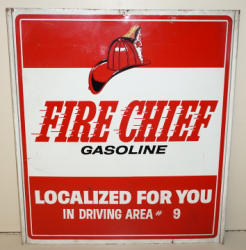 FIRE CHIEF
GASOLINE
LOCALIZED FOR YOU
IN DRIVING AREA # 9